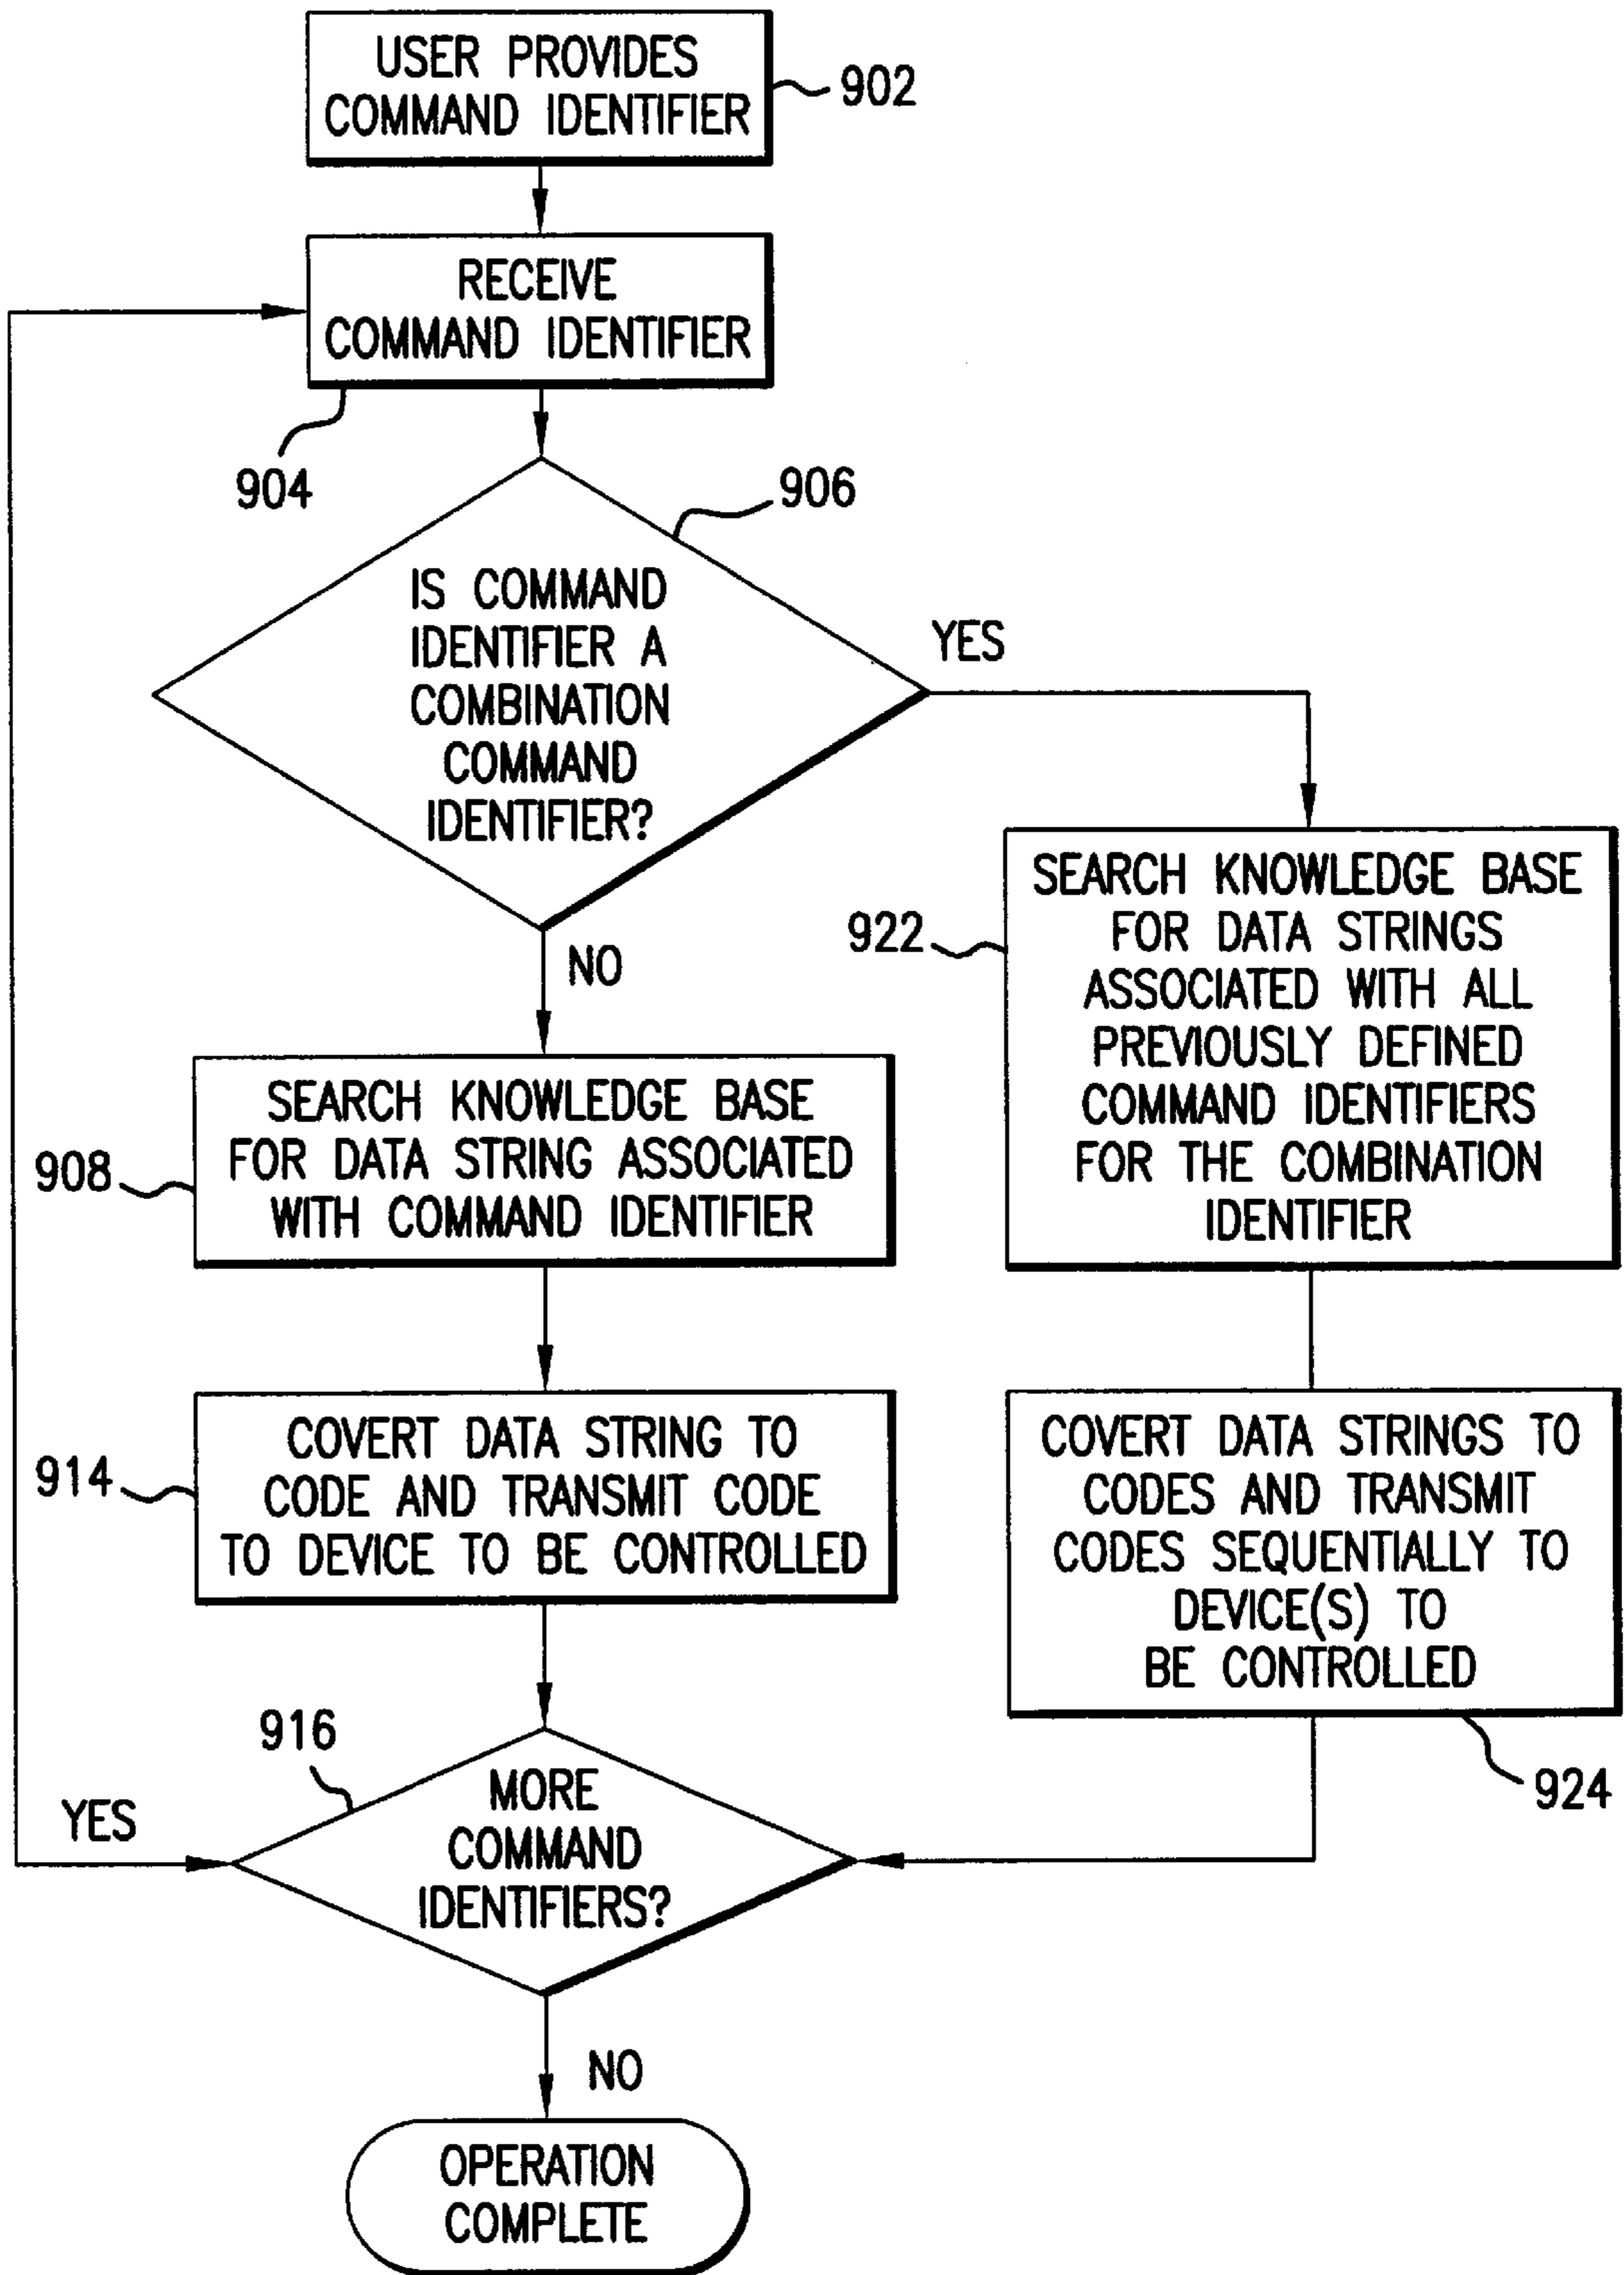 USER PROVIDES
COMMAND IDENTIFIER
902
RECEIVE
COMMAND IDENTIFIER
904
906
IS COMMAND
IDENTIFIER A
COMBINATION
COMMAND
IDENTIFIER?
YES
NO
922
SEARCH KNOWLEDGE BASE
FOR DATA STRINGS
ASSOCIATED WITH ALL
PREVIOUSLY DEFINED
COMMAND IDENTIFIERS
FOR THE COMBINATION
IDENTIFIER
908
SEARCH KNOWLEDGE BASE
FOR DATA STRING ASSOCIATED
WITH COMMAND IDENTIFIER
914
COVERT DATA STRING TO
CODE AND TRANSMIT CODE
TO DEVICE TO BE CONTROLLED
COVERT DATA STRINGS TO
CODES AND TRANSMIT
CODES SEQUENTIALLY TO
DEVICE(S) TO
BE CONTROLLED
924
916
YES
MORE
COMMAND
IDENTIFIERS?
NO
OPERATION
COMPLETE